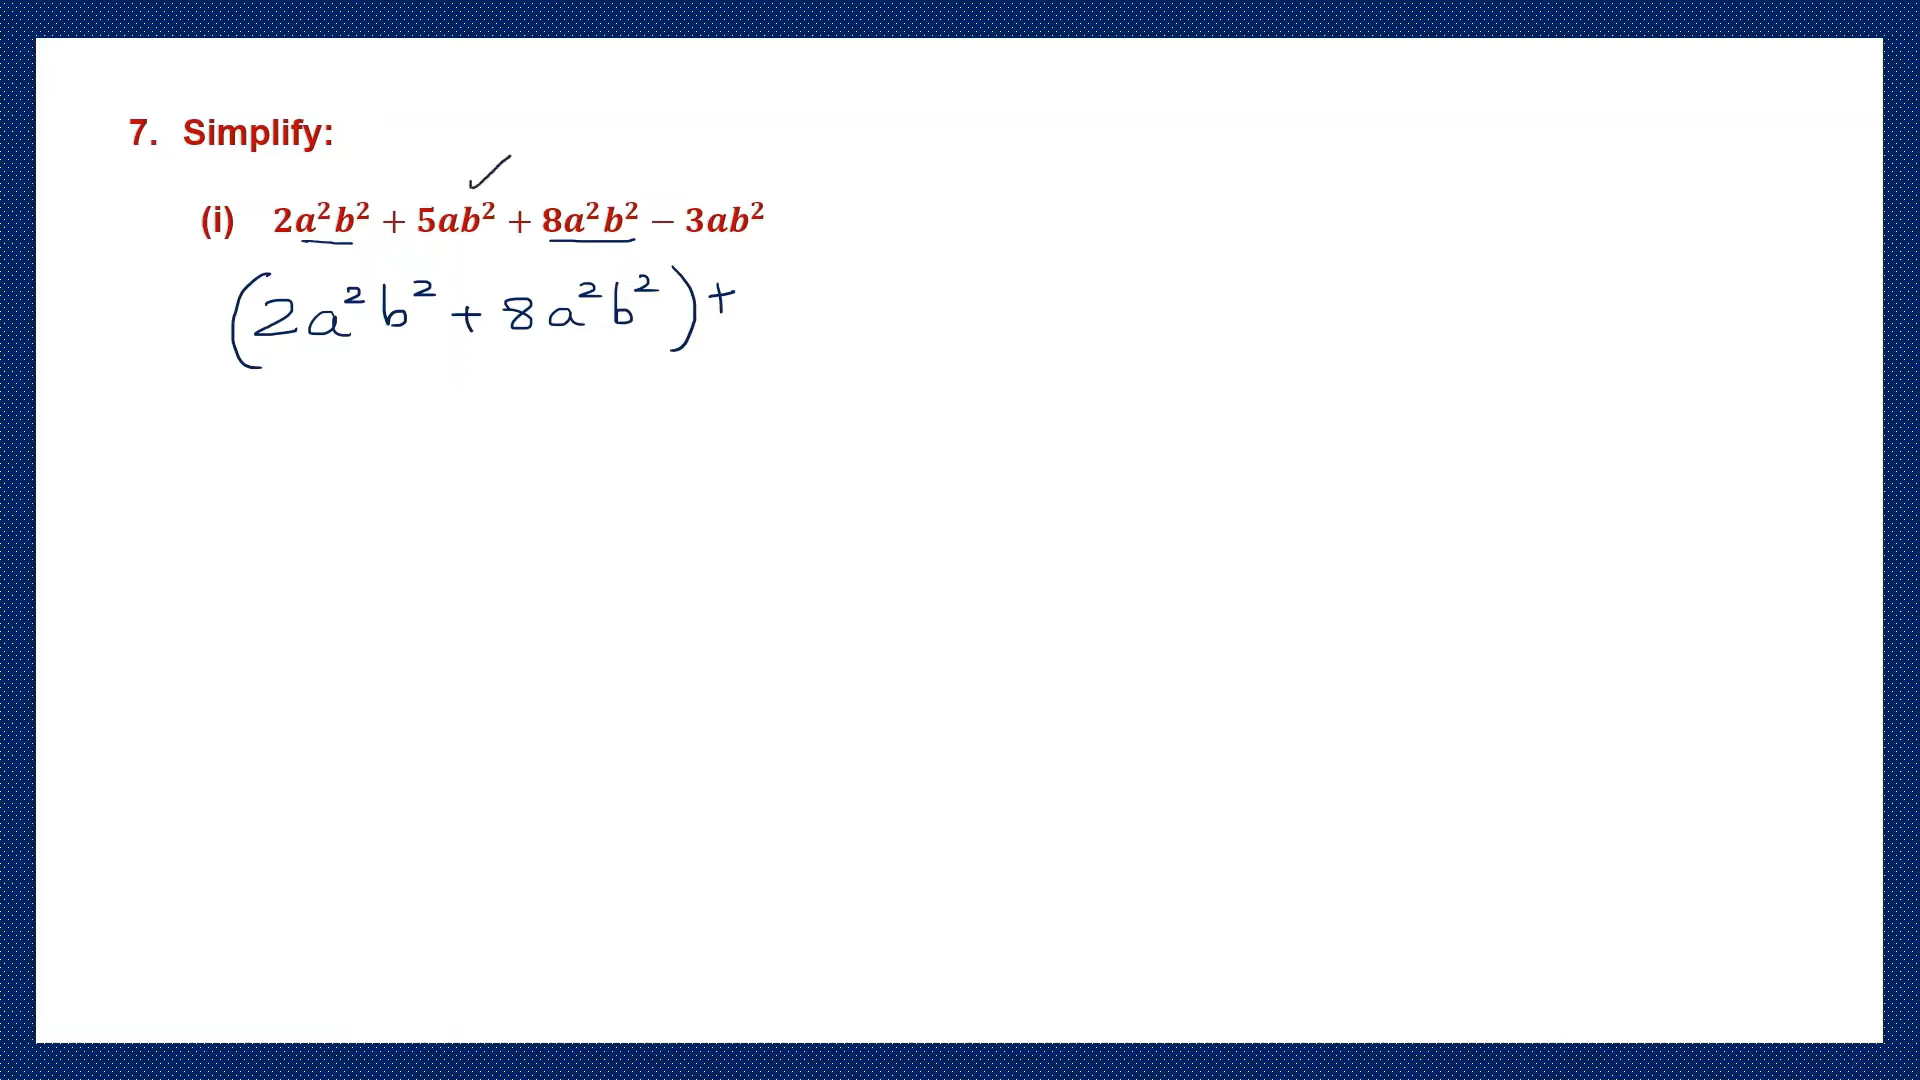 7. Simplify:
(i) 2a²b² + 5ab² + 8a²b² − 3ab²
(2a²b² + 8a²b²) +